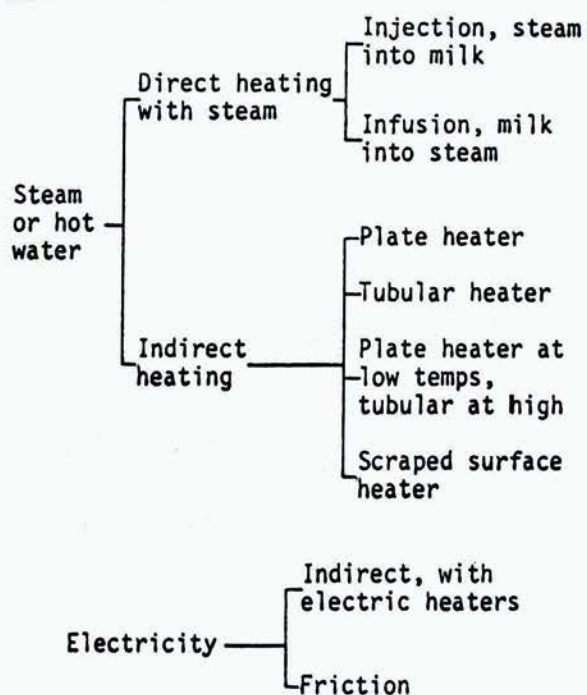 Injection, steam
into milk
Direct heating
with steam
Infusion, milk
into steam
Steam
or hot
water
Plate heater
Tubular heater
Indirect
heating
Plate heater at
low temps,
tubular at high
Scraped surface
heater
Indirect, with
electric heaters
Electricity
Friction